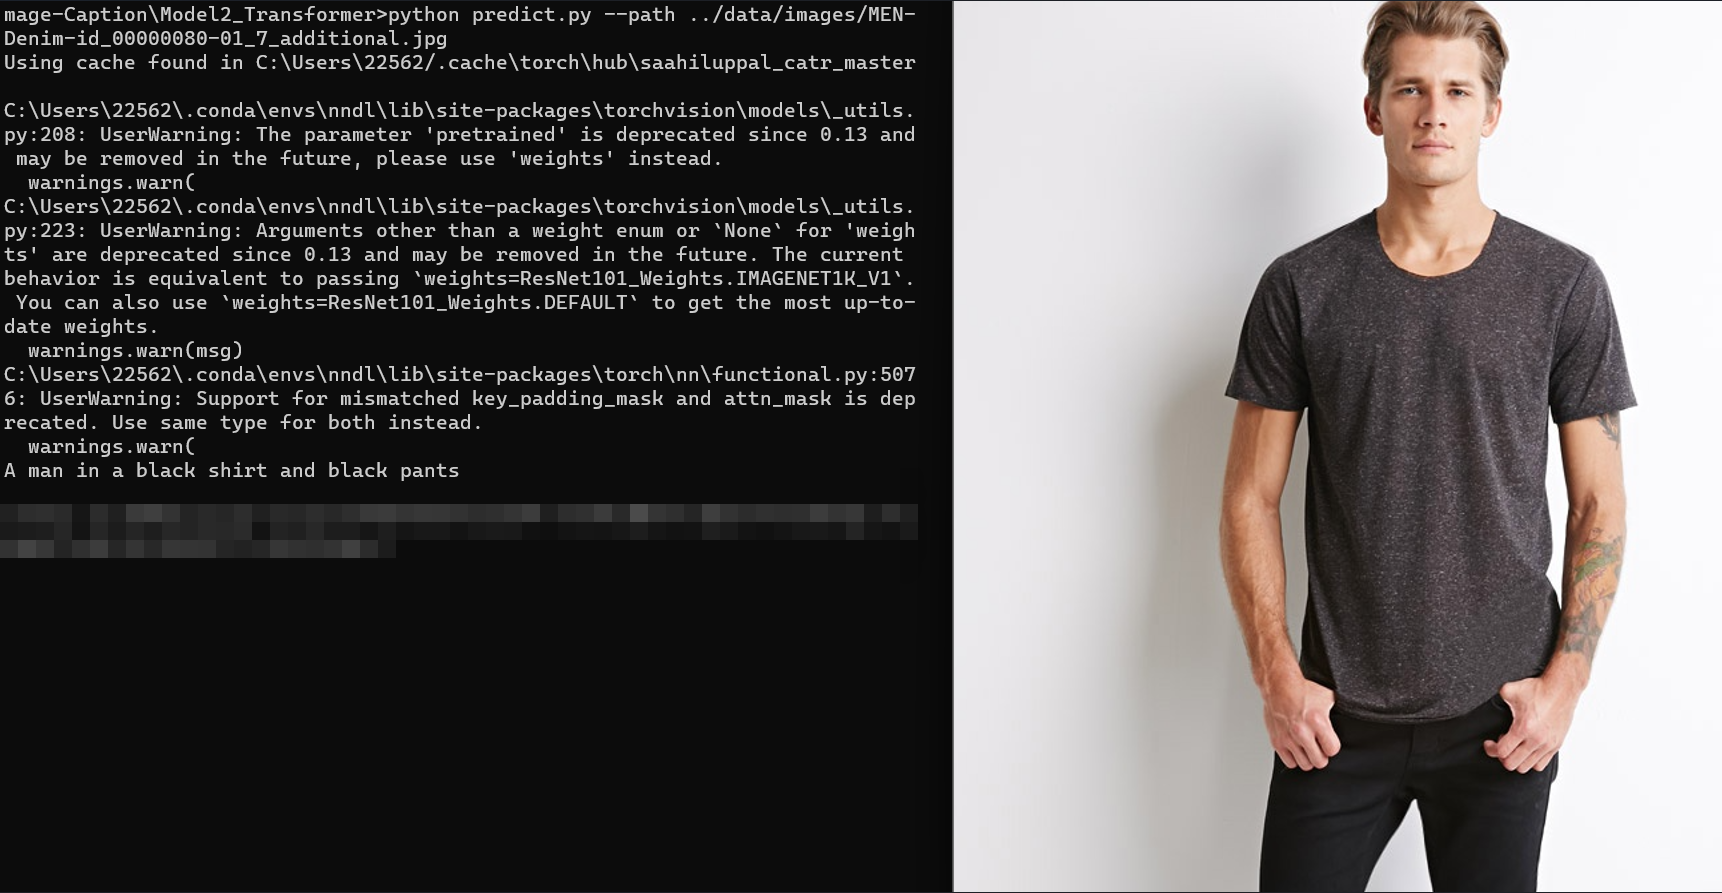 mage-Caption\Model2_Transformer>python predict.py --path ../data/images/MEN-
Denim-id_00000080-01_7_additional.jpg
Using cache found in C:\Users\22562/.cache\torch\hub\saahiluppal_catr_master
C:\Users\22562\.conda\envs\nndl\lib\site-packages\torchvision\models\_utils.
py:208: UserWarning: The parameter 'pretrained' is deprecated since 0.13 and
 may be removed in the future, please use 'weights' instead.
  warnings.warn(
C:\Users\22562\.conda\envs\nndl\lib\site-packages\torchvision\models\_utils.
py:223: UserWarning: Arguments other than a weight enum or `None` for 'weigh
ts' are deprecated since 0.13 and may be removed in the future. The current
behavior is equivalent to passing `weights=ResNet101_Weights.IMAGENET1K_V1`.
 You can also use `weights=ResNet101_Weights.DEFAULT` to get the most up-to-
date weights.
  warnings.warn(msg)
C:\Users\22562\.conda\envs\nndl\lib\site-packages\torch\nn\functional.py:507
6: UserWarning: Support for mismatched key_padding_mask and attn_mask is dep
recated. Use same type for both instead.
  warnings.warn(
A man in a black shirt and black pants